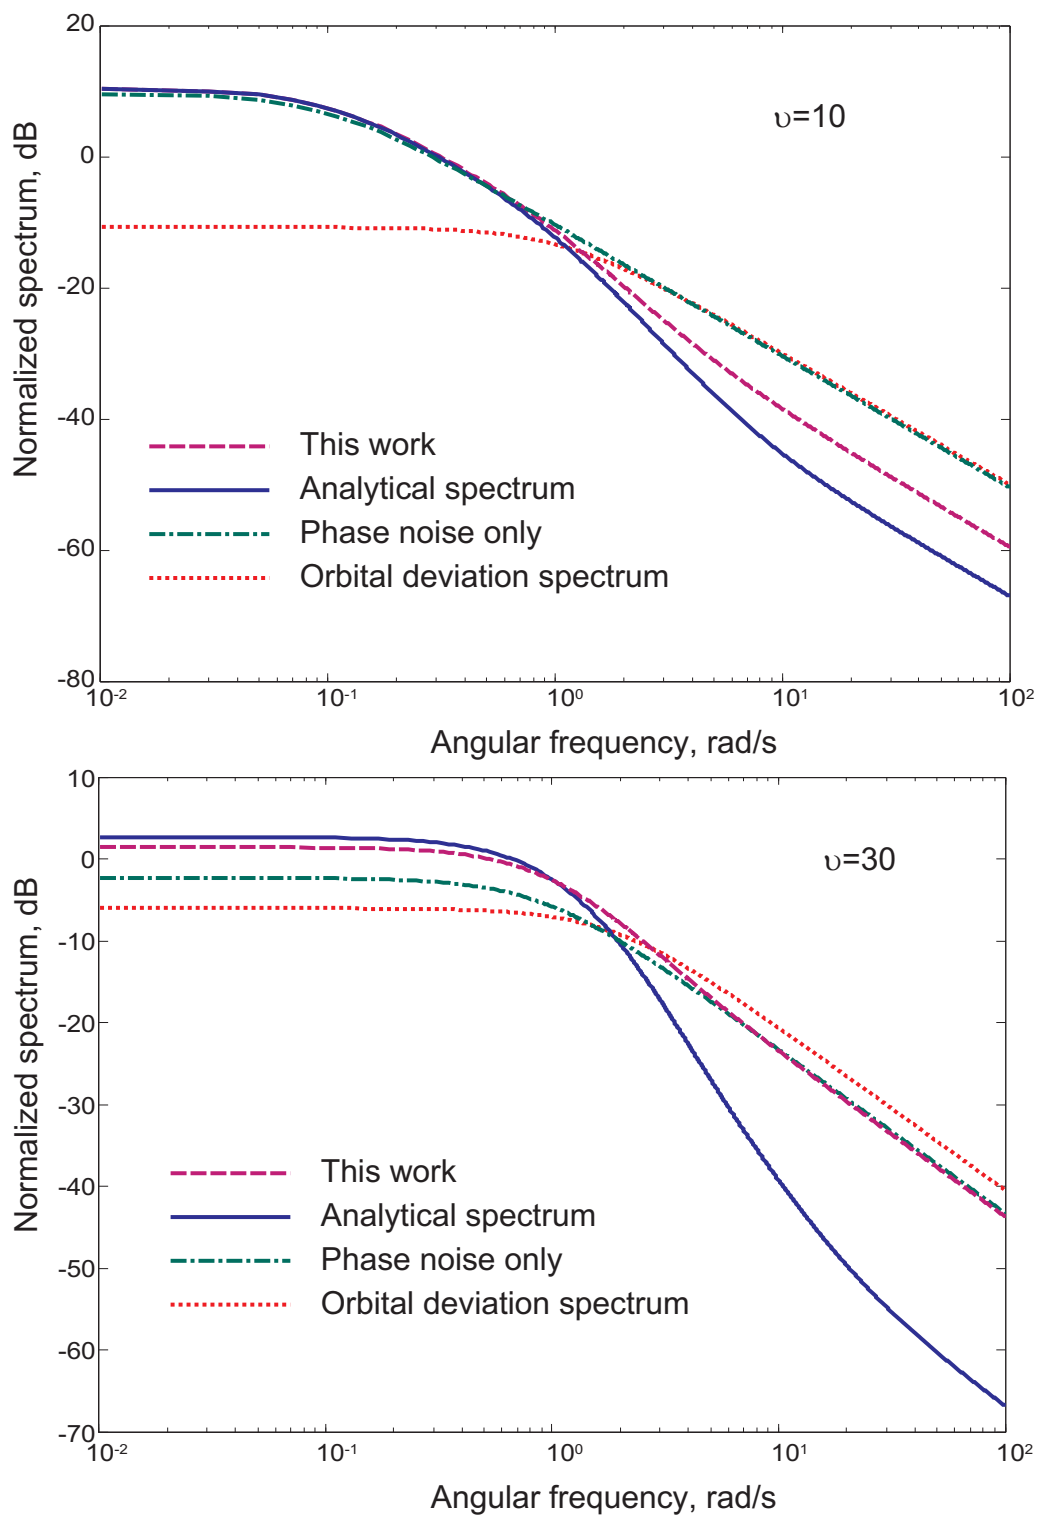 20
0
-20
-40
-60
-80
Normalized spectrum, dB
υ=10
This work
Analytical spectrum
Phase noise only
Orbital deviation spectrum
10-2
10-1
100
101
102
Angular frequency, rad/s
10
0
-10
-20
-30
-40
-50
-60
-70
Normalized spectrum, dB
υ=30
This work
Analytical spectrum
Phase noise only
Orbital deviation spectrum
10-2
10-1
100
101
102
Angular frequency, rad/s